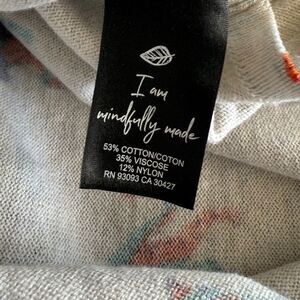 I am
mindfully made
53% COTTON/COTON
35% VISCOSE
12% NYLON
RN 93093 CA 30427